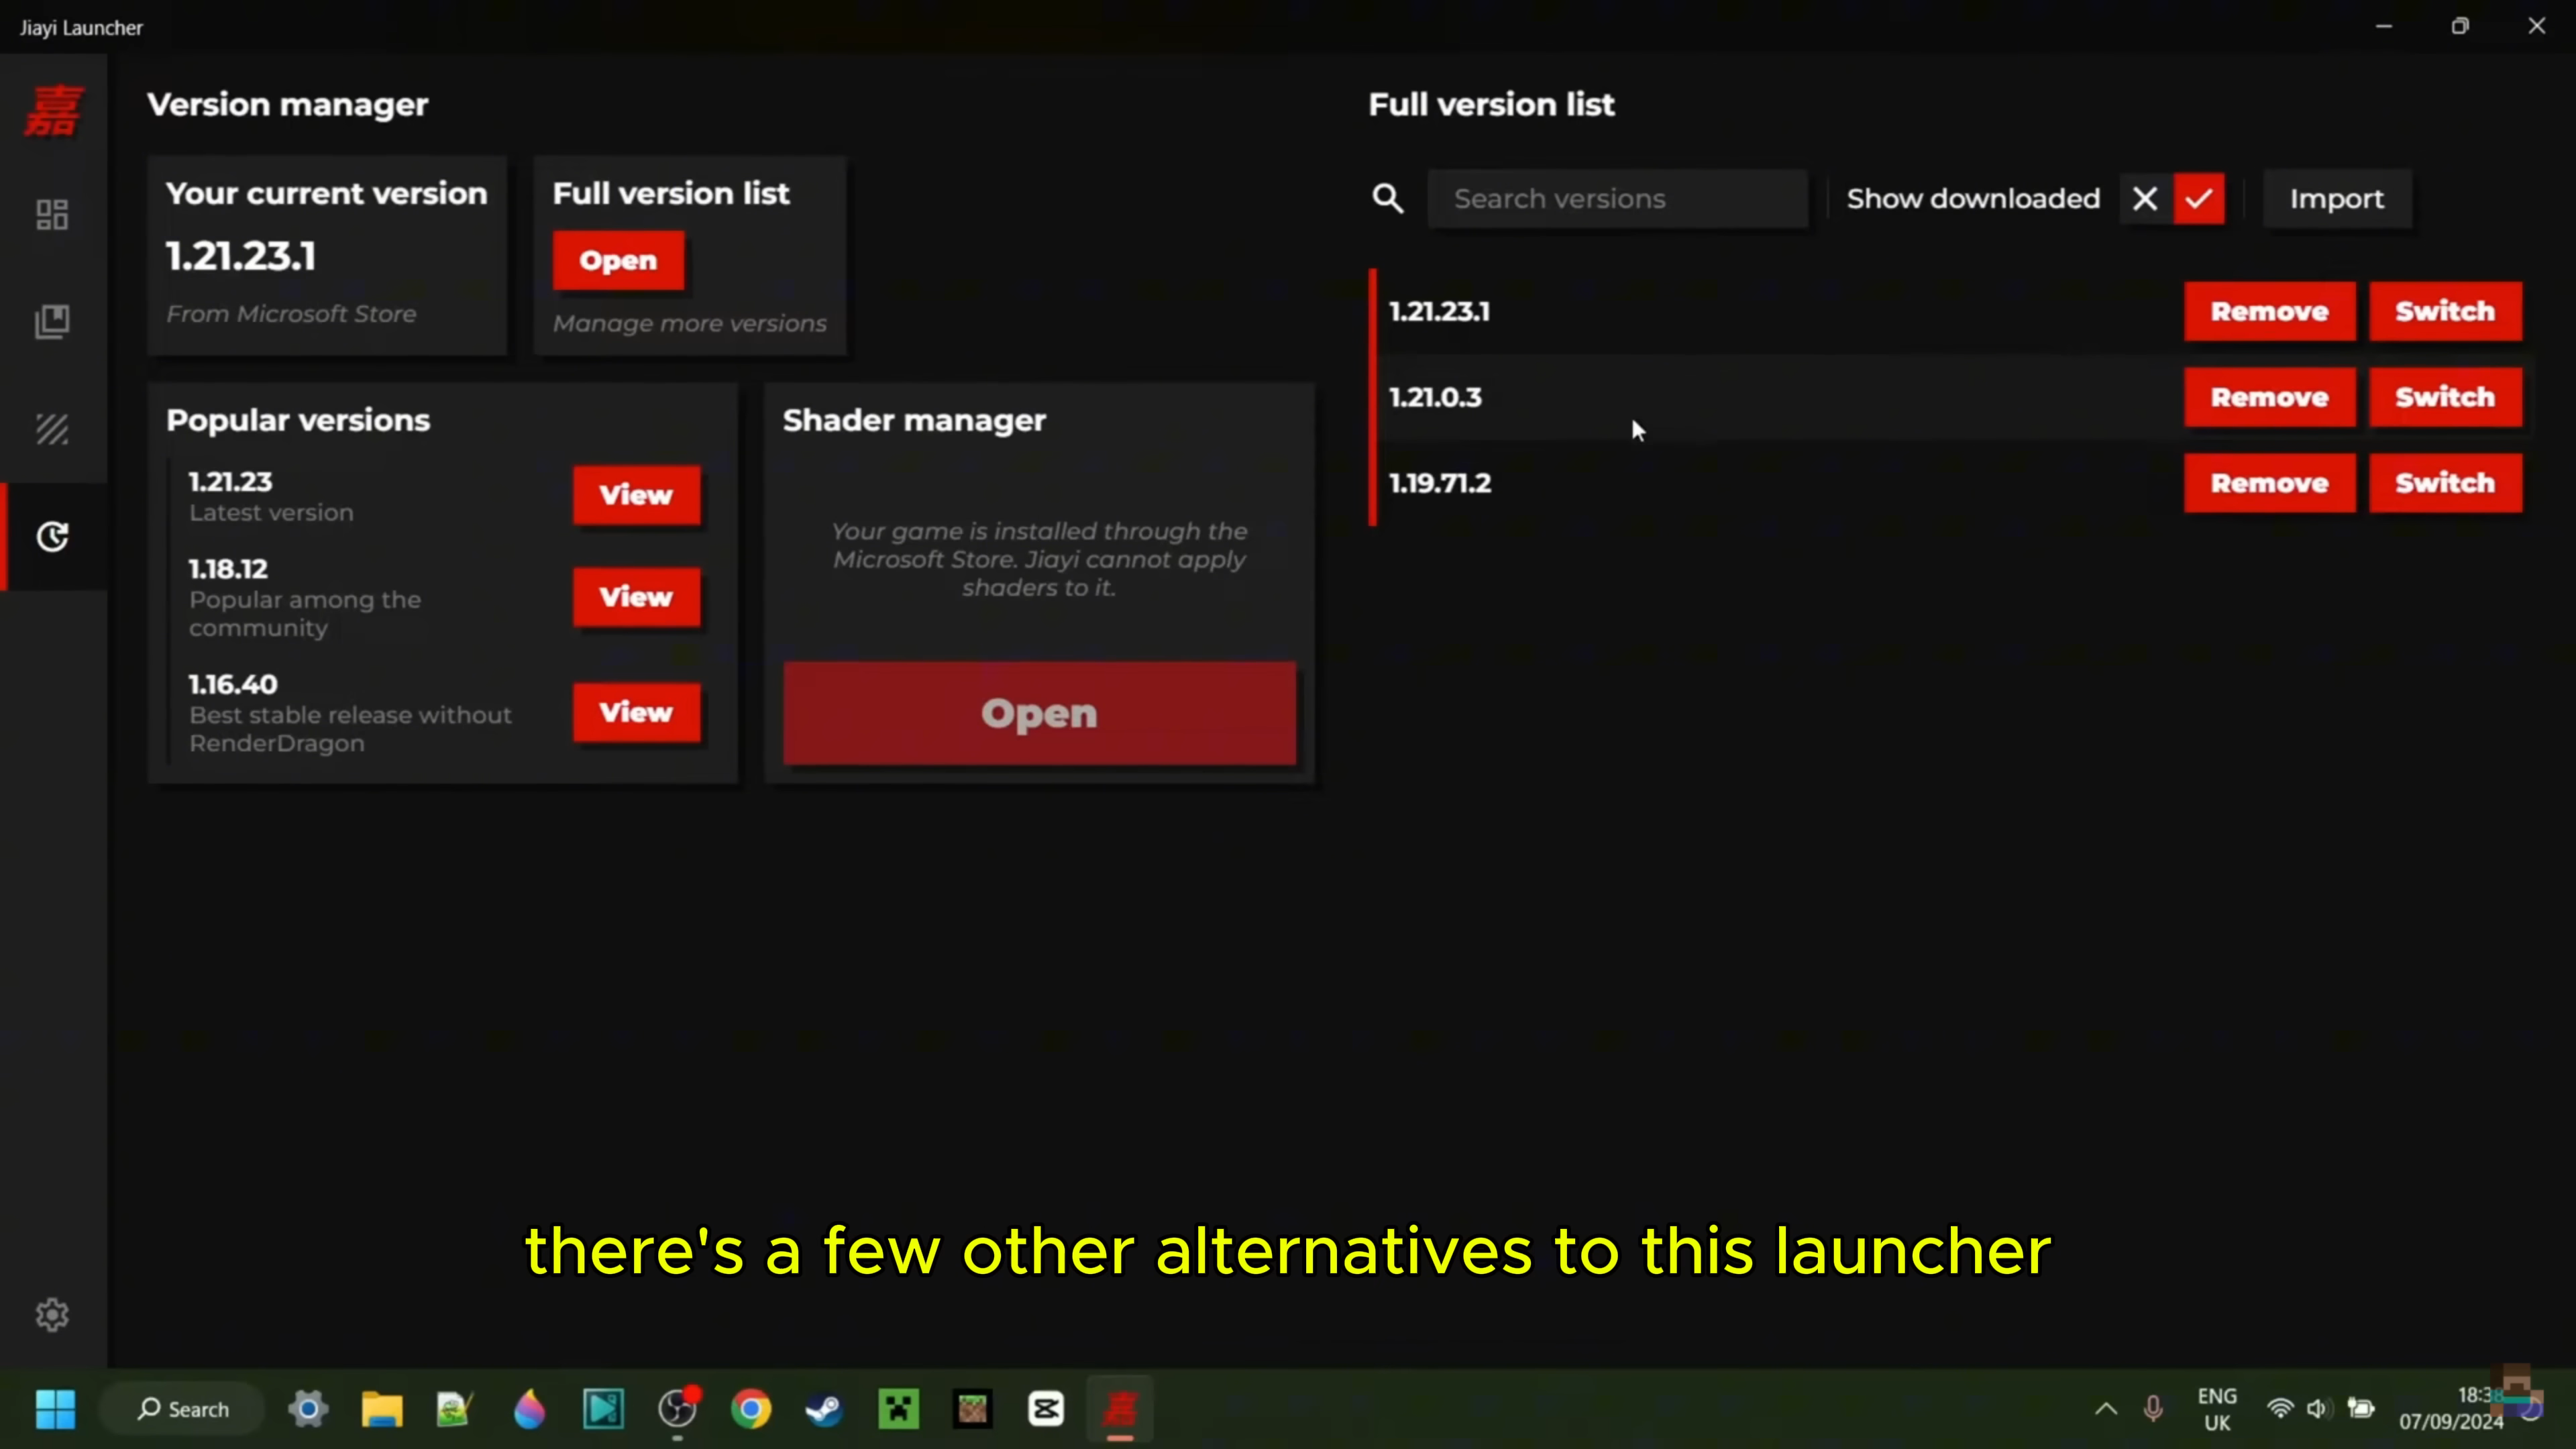 Jiayi Launcher
嘉
Version manager
Your current version
1.21.23.1
From Microsoft Store
Full version list
Open
Manage more versions
Popular versions
1.21.23
Latest version
View
1.18.12
Popular among the
community
View
1.16.40
Best stable release without
RenderDragon
View
Shader manager
Your game is installed through the
Microsoft Store. Jiayi cannot apply
shaders to it.
Open
Full version list
Search versions
Show downloaded
Import
1.21.23.1
Remove
Switch
1.21.0.3
Remove
Switch
1.19.71.2
Remove
Switch
there's a few other alternatives to this launcher
Search
嘉
ENG
UK
18:38
07/09/2024